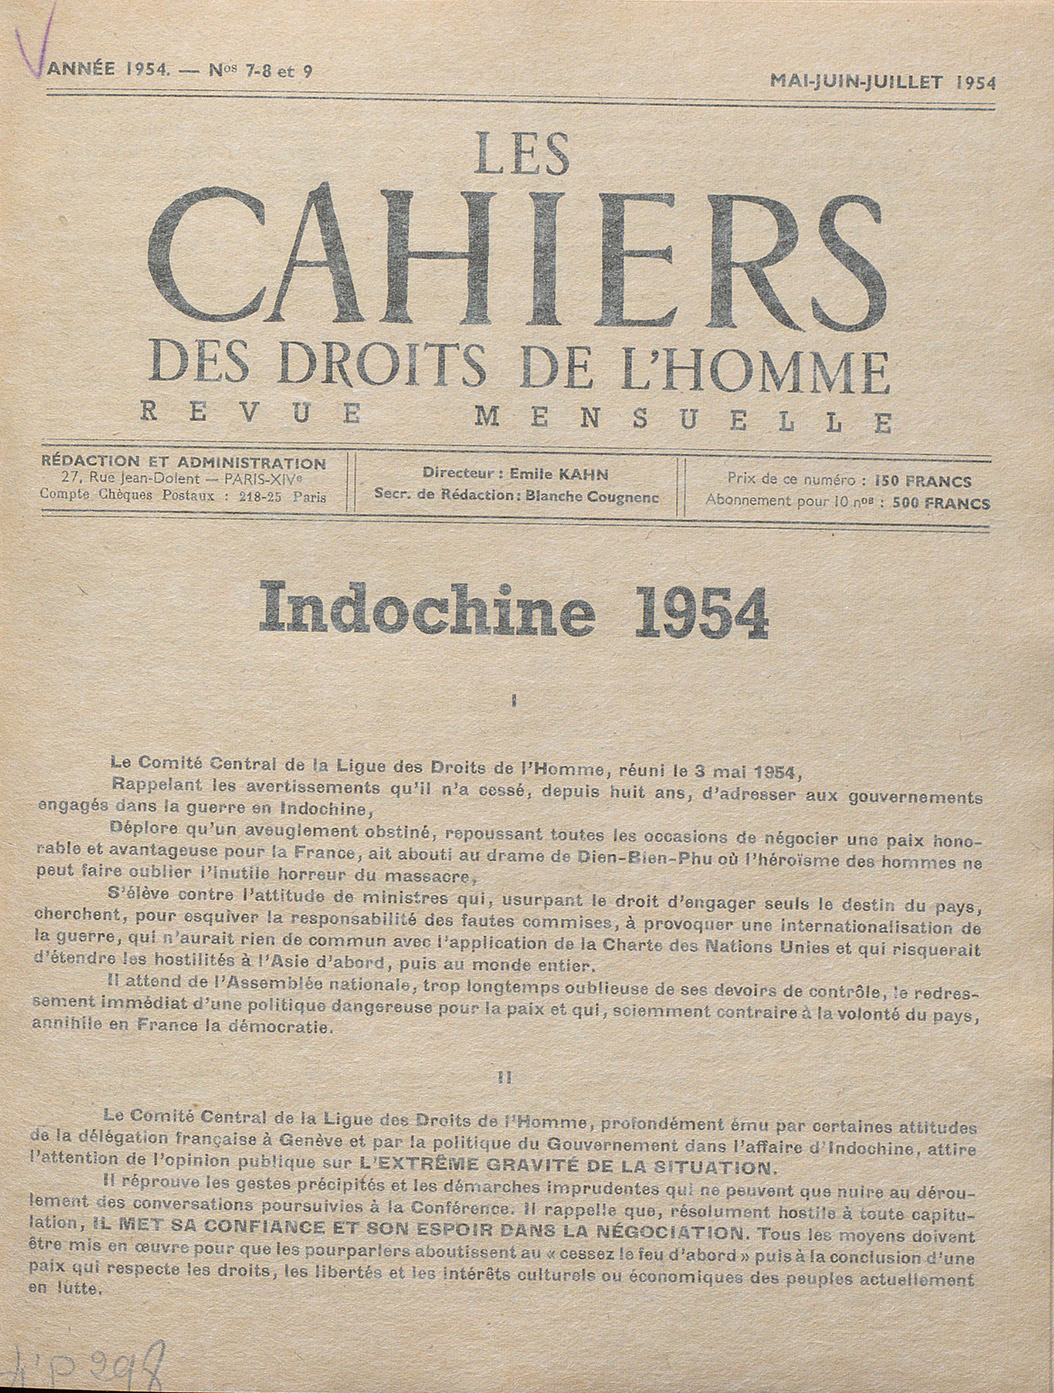 ANNÉE 1954. — Nos 7-8 et 9
MAI-JUIN-JUILLET 1954
LES
CAHIERS
DES DROITS DE L'HOMME
REVUE MENSUELLE
RÉDACTION ET ADMINISTRATION
27, Rue Jean-Dolent — PARIS-XIVe
Compte Chèques Postaux : 218-25 Paris
Directeur : Emile KAHN
Secr. de Rédaction: Blanche Cougnenc
Prix de ce numéro : 150 FRANCS
Abonnement pour 10 nos : 500 FRANCS
Indochine 1954
I
Le Comité Central de la Ligue des Droits de l'Homme, réuni le 3 mai 1954,
Rappelant les avertissements qu'il n'a cessé, depuis huit ans, d'adresser aux gouvernements
engagés dans la guerre en Indochine,
Déplore qu'un aveuglement obstiné, repoussant toutes les occasions de négocier une paix hono-
rable et avantageuse pour la France, ait abouti au drame de Dien-Bien-Phu où l'héroïsme des hommes ne
peut faire oublier l'inutile horreur du massacre,
S'élève contre l'attitude de ministres qui, usurpant le droit d'engager seuls le destin du pays,
cherchent, pour esquiver la responsabilité des fautes commises, à provoquer une internationalisation de
la guerre, qui n'aurait rien de commun avec l'application de la Charte des Nations Unies et qui risquerait
d'étendre les hostilités à l'Asie d'abord, puis au monde entier.
Il attend de l'Assemblée nationale, trop longtemps oublieuse de ses devoirs de contrôle, le redres-
sement immédiat d'une politique dangereuse pour la paix et qui, sciemment contraire à la volonté du pays,
annihile en France la démocratie.
II
Le Comité Central de la Ligue des Droits de l'Homme, profondément ému par certaines attitudes
de la délégation française à Genève et par la politique du Gouvernement dans l'affaire d'Indochine, attire
l'attention de l'opinion publique sur L'EXTRÊME GRAVITÉ DE LA SITUATION.
Il réprouve les gestes précipités et les démarches imprudentes qui ne peuvent que nuire au dérou-
lement des conversations poursuivies à la Conférence. Il rappelle que, résolument hostile à toute capitu-
lation, IL MET SA CONFIANCE ET SON ESPOIR DANS LA NÉGOCIATION. Tous les moyens doivent
être mis en œuvre pour que les pourparlers aboutissent au « cessez le feu d'abord » puis à la conclusion d'une
paix qui respecte les droits, les libertés et les intérêts culturels ou économiques des peuples actuellement
en lutte.
P 298